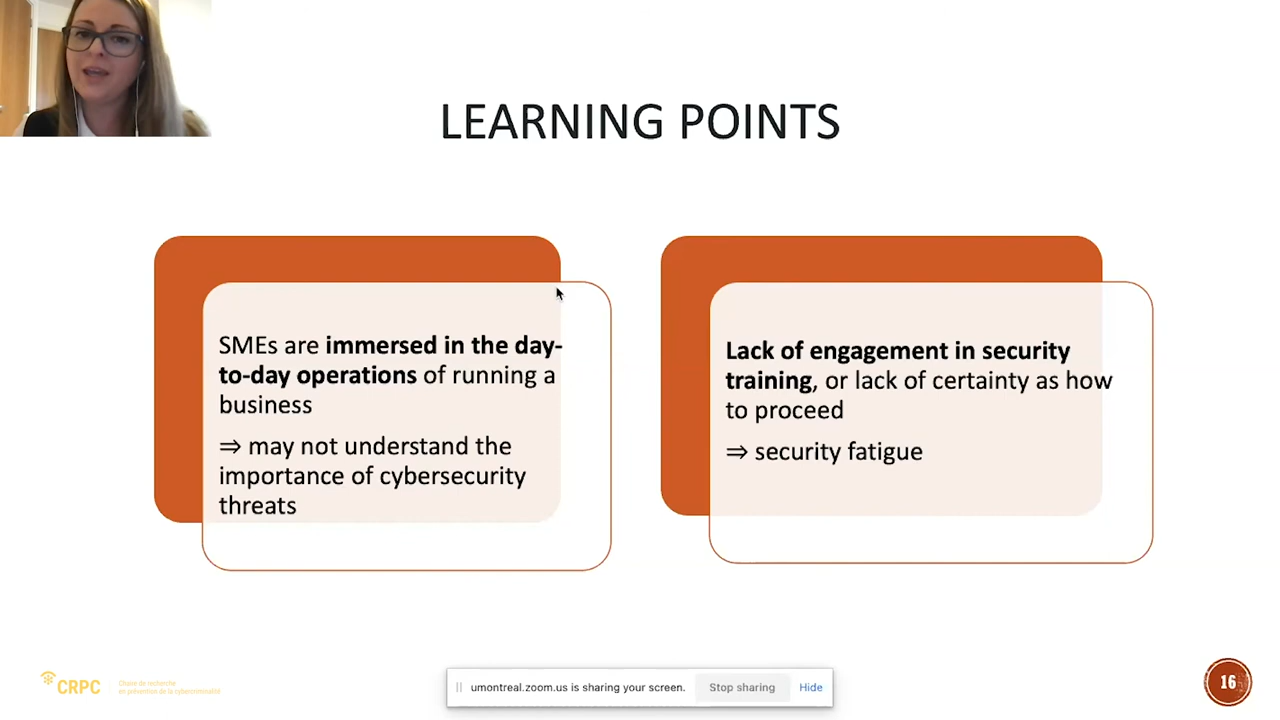 LEARNING POINTS
SMEs are immersed in the day-
to-day operations of running a
business
⇒ may not understand the
importance of cybersecurity
threats
Lack of engagement in security
training, or lack of certainty as how
to proceed
⇒ security fatigue
CRPC
Chaire de recherche
en prévention de la cybercriminalité
umontreal.zoom.us is sharing your screen.
Stop sharing
Hide
16